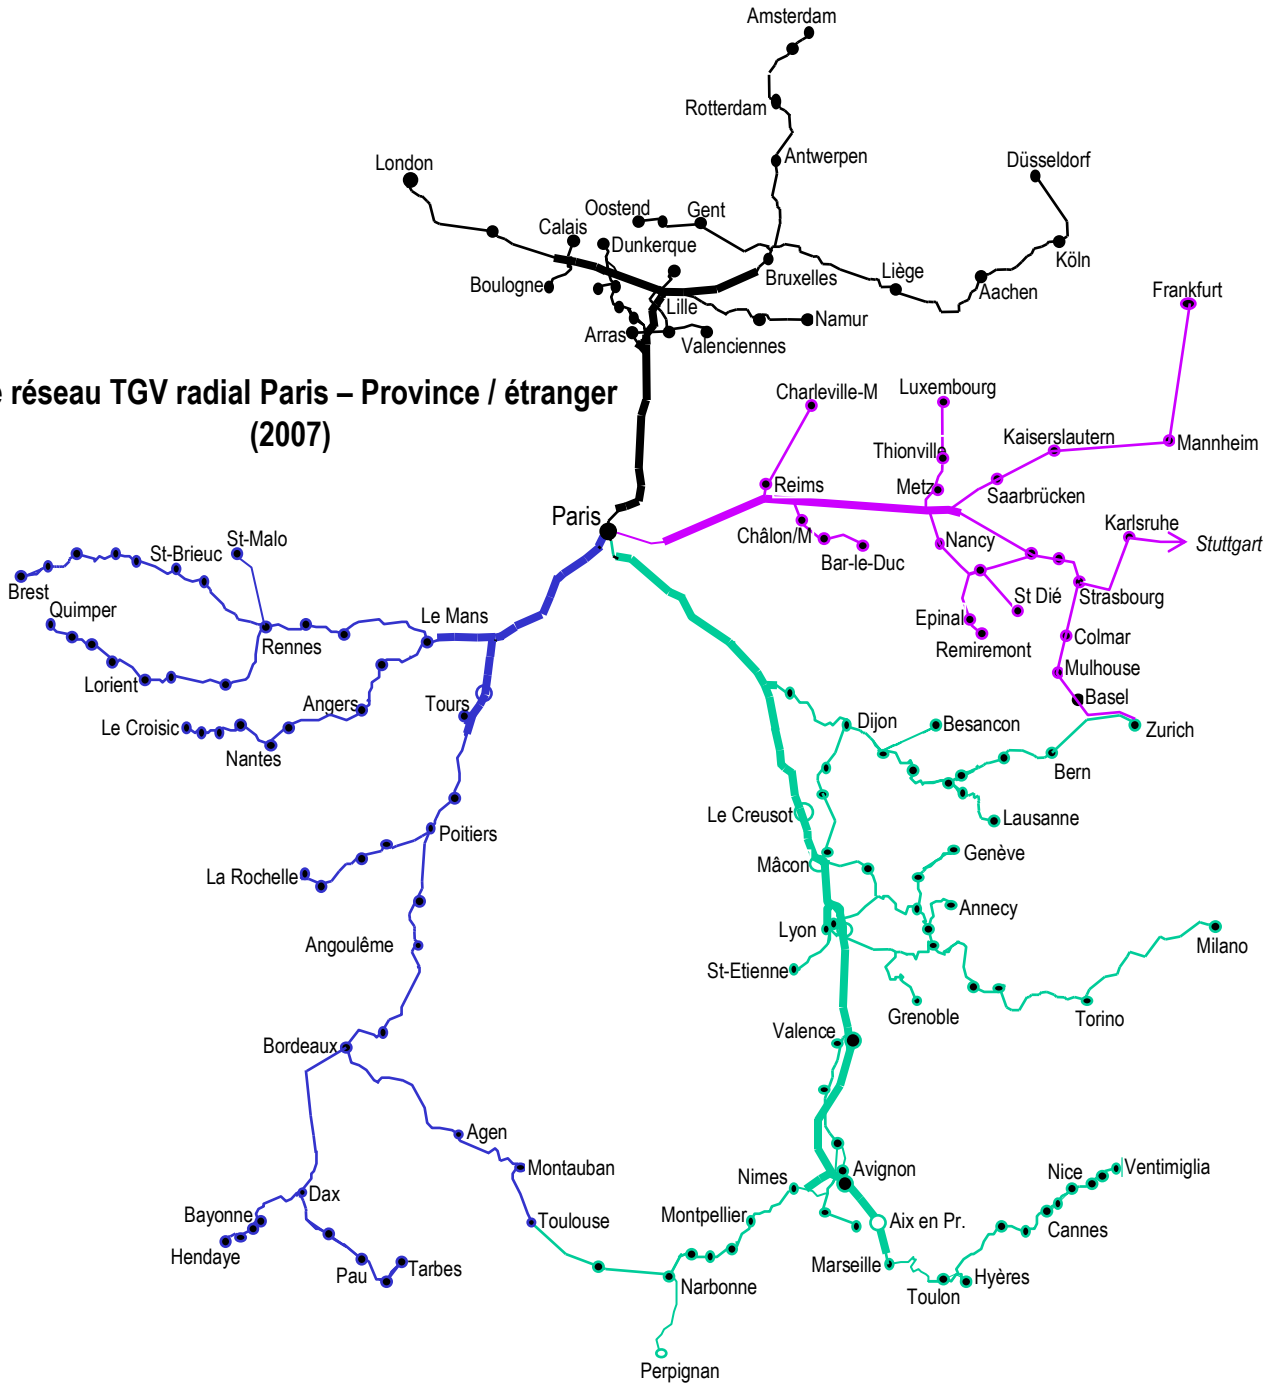 Amsterdam
Rotterdam
Antwerpen
London
Düsseldorf
Oostend
Gent
Calais
Dunkerque
Köln
Bruxelles
Liège
Aachen
Boulogne
Frankfurt
Lille
Namur
Arras
Valenciennes
e réseau TGV radial Paris – Province / étranger
(2007)
Charleville-M
Luxembourg
Kaiserslautern
Mannheim
Thionville
Reims
Metz
Saarbrücken
Paris
Châlon/M
Bar-le-Duc
Nancy
Karlsruhe
Stuttgart
St-Malo
St-Brieuc
Brest
Quimper
Le Mans
Rennes
Lorient
St Dié
Strasbourg
Epinal
Remiremont
Colmar
Mulhouse
Basel
Zurich
Angers
Tours
Le Croisic
Nantes
Dijon
Besancon
Bern
Le Creusot
Lausanne
Poitiers
Mâcon
Genève
La Rochelle
Annecy
Lyon
Angoulême
Milano
St-Etienne
Grenoble
Torino
Valence
Bordeaux
Agen
Montauban
Nimes
Avignon
Nice
Ventimiglia
Dax
Bayonne
Toulouse
Montpellier
Aix en Pr.
Cannes
Hendaye
Pau
Tarbes
Narbonne
Marseille
Toulon
Hyères
Perpignan